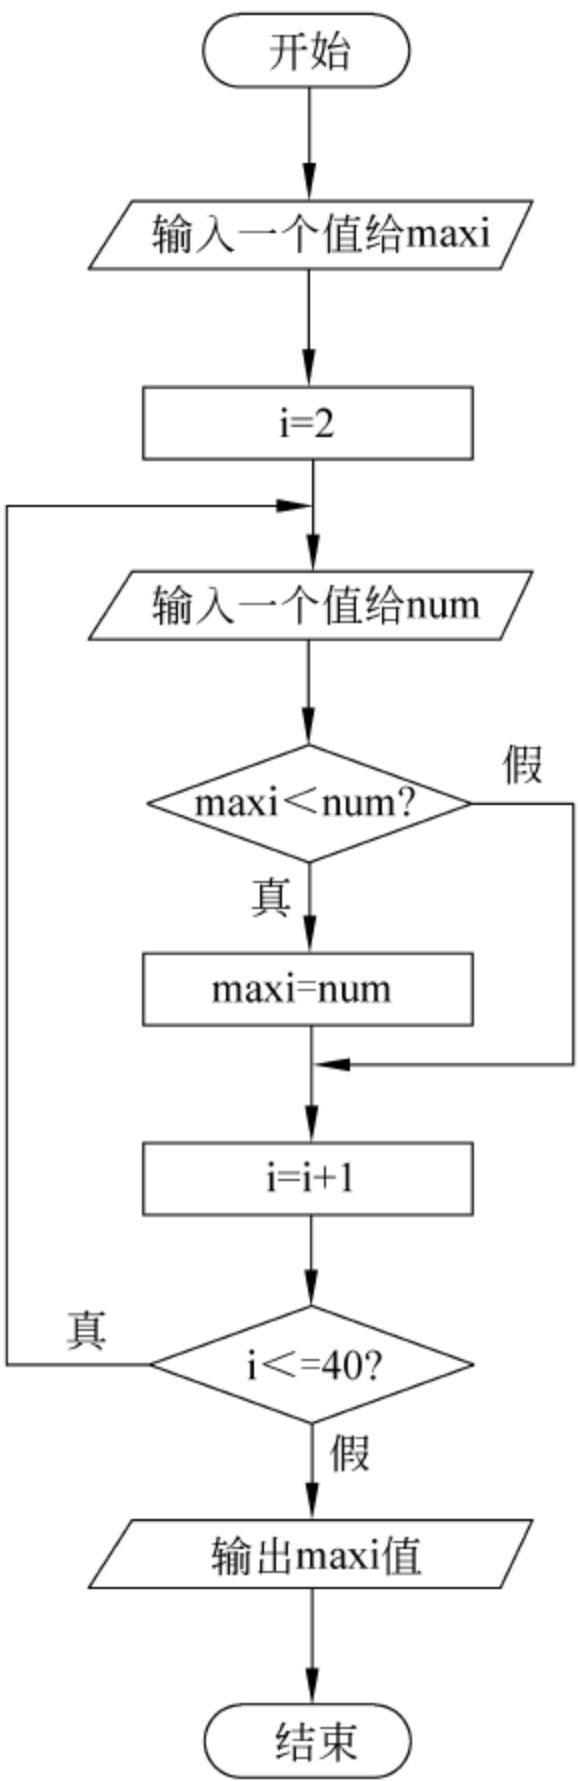 开始
输入一个值给maxi
i=2
输入一个值给num
maxi＜num?
假
真
maxi=num
i=i+1
真
i＜=40?
假
输出maxi值
结束